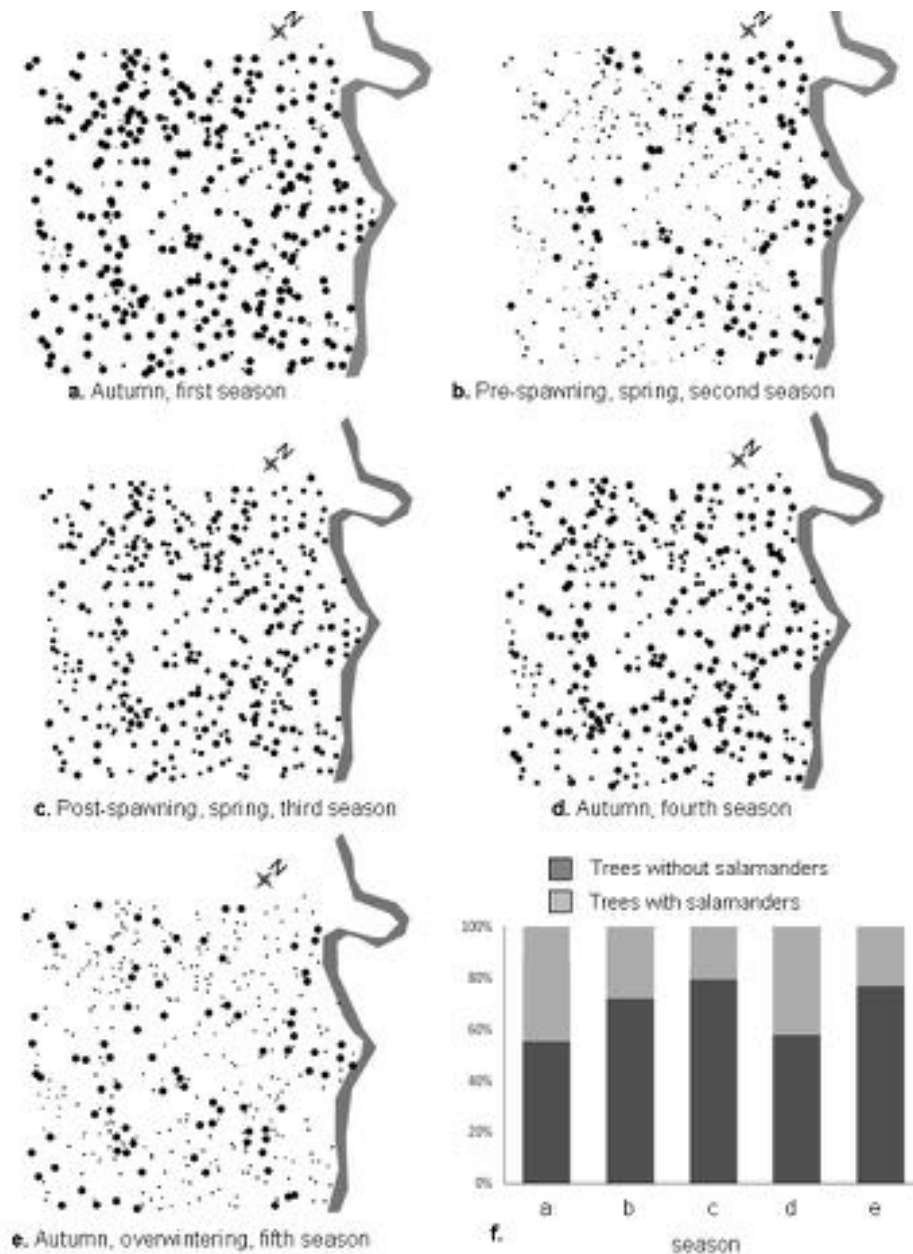 N
N
a. Autumn, first season
b. Pre-spawning, spring, second season
N
N
c. Post-spawning, spring, third season
d. Autumn, fourth season
N
Trees without salamanders
Trees with salamanders
100%
80%
60%
40%
20%
0%
a b c d e
e. Autumn, overwintering, fifth season
f.
season